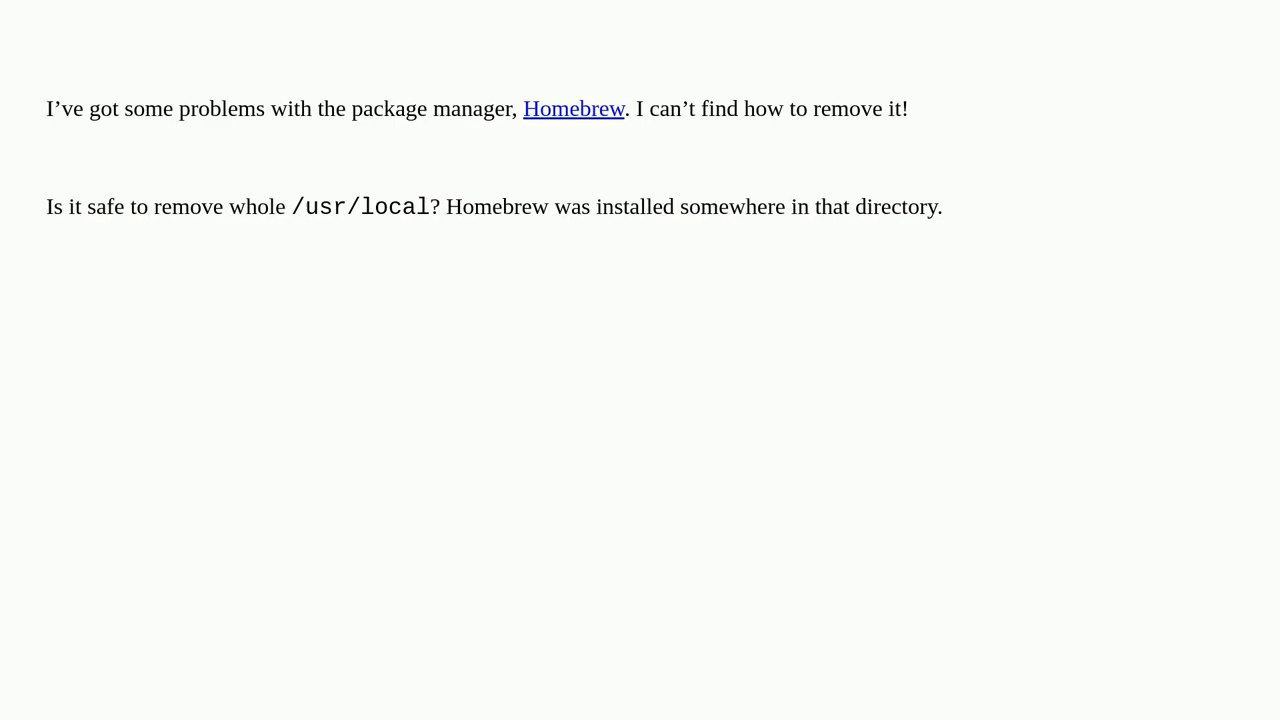 I’ve got some problems with the package manager, Homebrew. I can’t find how to remove it!
Is it safe to remove whole /usr/local? Homebrew was installed somewhere in that directory.